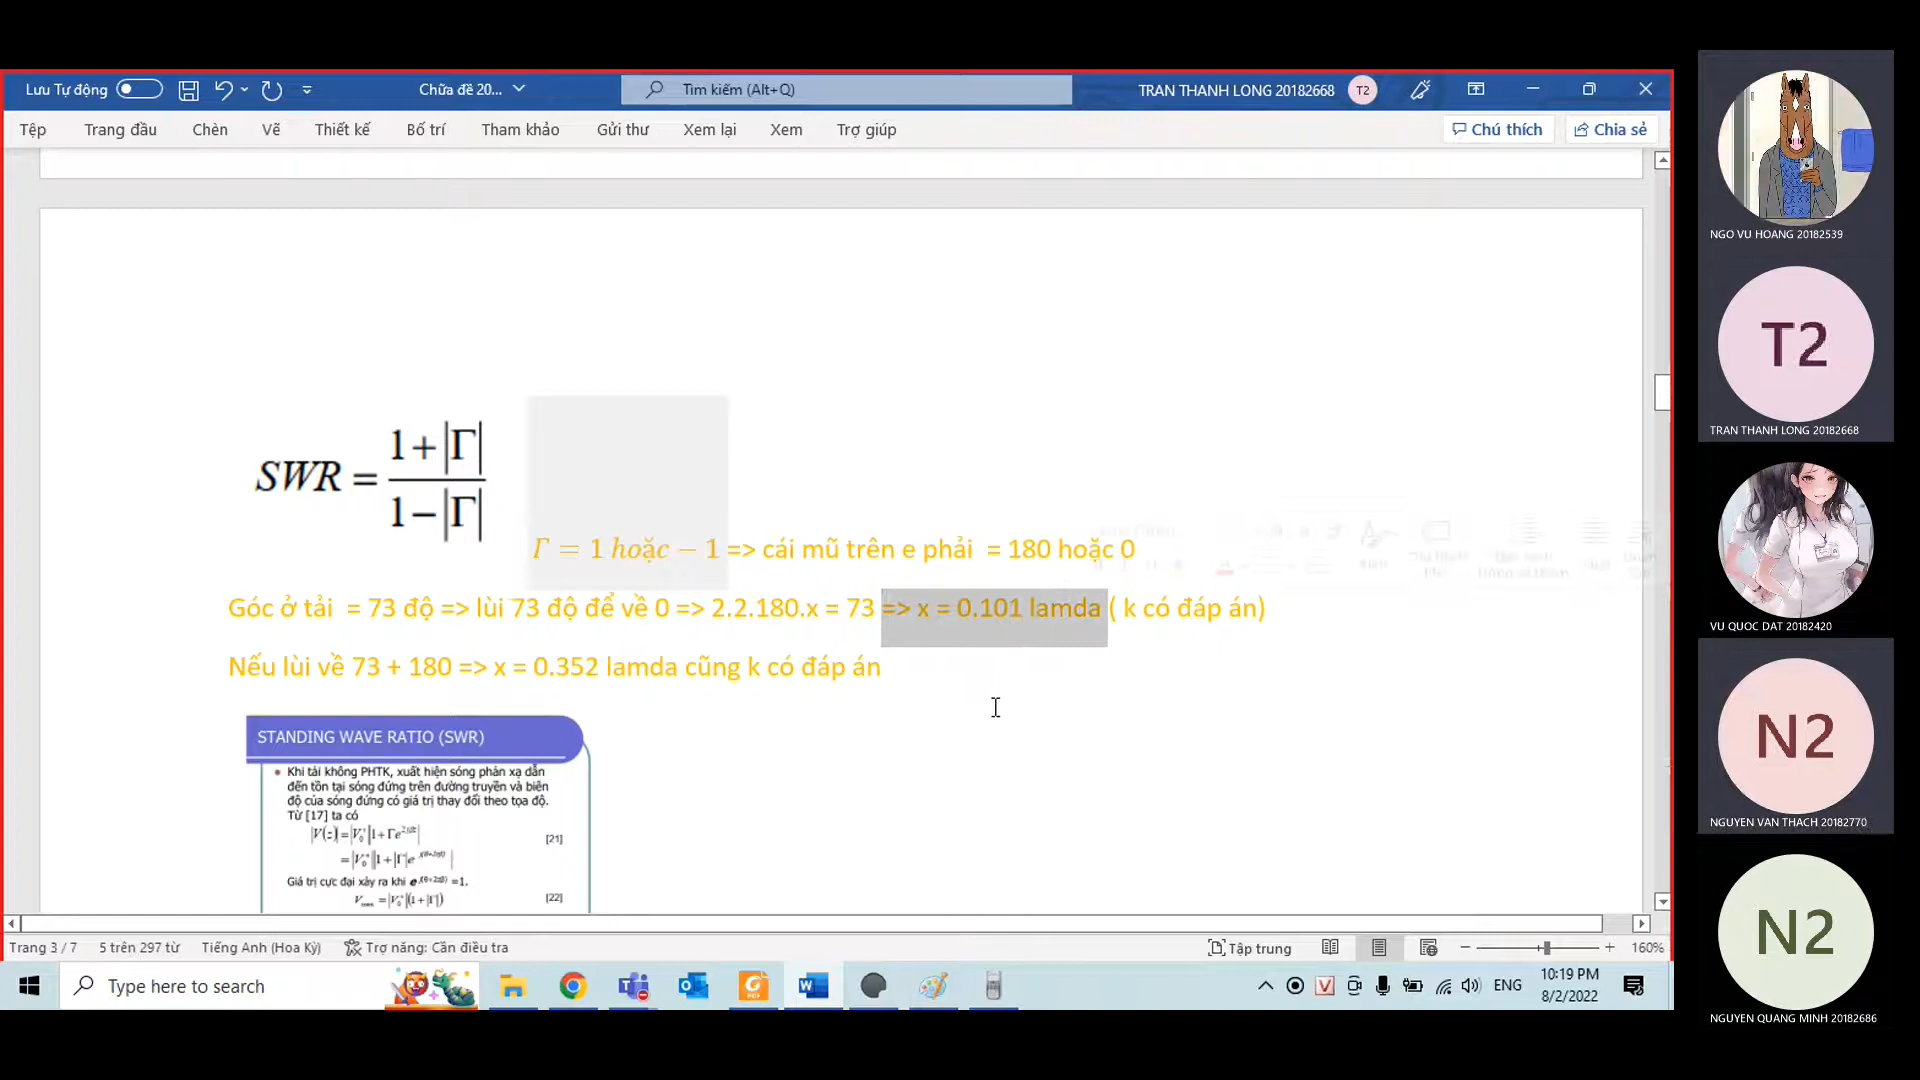 Lưu Tự động
Chữa đề 20...
Tìm kiếm (Alt+Q)
TRAN THANH LONG 20182668
T2
Tệp
Trang đầu
Chèn
Vẽ
Thiết kế
Bố trí
Tham khảo
Gửi thư
Xem lại
Xem
Trợ giúp
Chú thích
Chia sẻ
SWR = 1+|Γ| / 1−|Γ|
Γ = 1 hoặc − 1 => cái mũ trên e phải = 180 hoặc 0
Góc ở tải = 73 độ => lùi 73 độ để về 0 => 2.2.180.x = 73 => x = 0.101 lamda ( k có đáp án)
Nếu lùi về 73 + 180 => x = 0.352 lamda cũng k có đáp án
STANDING WAVE RATIO (SWR)
• Khi tải không PHTK, xuất hiện sóng phản xạ dẫn
đến tồn tại sóng đứng trên đường truyền và biên
độ của sóng đứng có giá trị thay đổi theo tọa độ.
Từ [17] ta có
[21]
Giá trị cực đại xảy ra khi =1.
[22]
Trang 3 / 7
5 trên 297 từ
Tiếng Anh (Hoa Kỳ)
Trợ năng: Cần điều tra
Tập trung
160%
Type here to search
ENG
10:19 PM
8/2/2022
NGO VU HOANG 20182539
T2
TRAN THANH LONG 20182668
VU QUOC DAT 20182420
N2
NGUYEN VAN THACH 20182770
N2
NGUYEN QUANG MINH 20182686